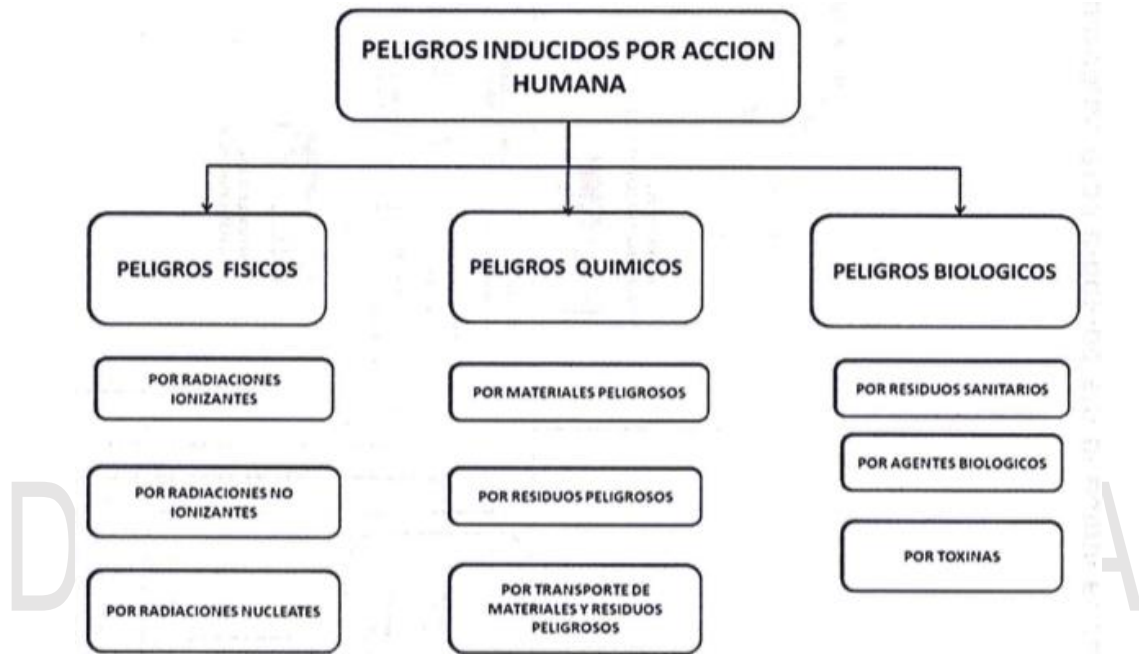 PELIGROS INDUCIDOS POR ACCION
HUMANA
PELIGROS FISICOS
POR RADIACIONES
IONIZANTES
POR RADIACIONES NO
IONIZANTES
POR RADIACIONES NUCLEATES
PELIGROS QUIMICOS
POR MATERIALES PELIGROSOS
POR RESIDUOS PELIGROSOS
POR TRANSPORTE DE
MATERIALES Y RESIDUOS
PELIGROSOS
PELIGROS BIOLOGICOS
POR RESIDUOS SANITARIOS
POR AGENTES BIOLOGICOS
POR TOXINAS